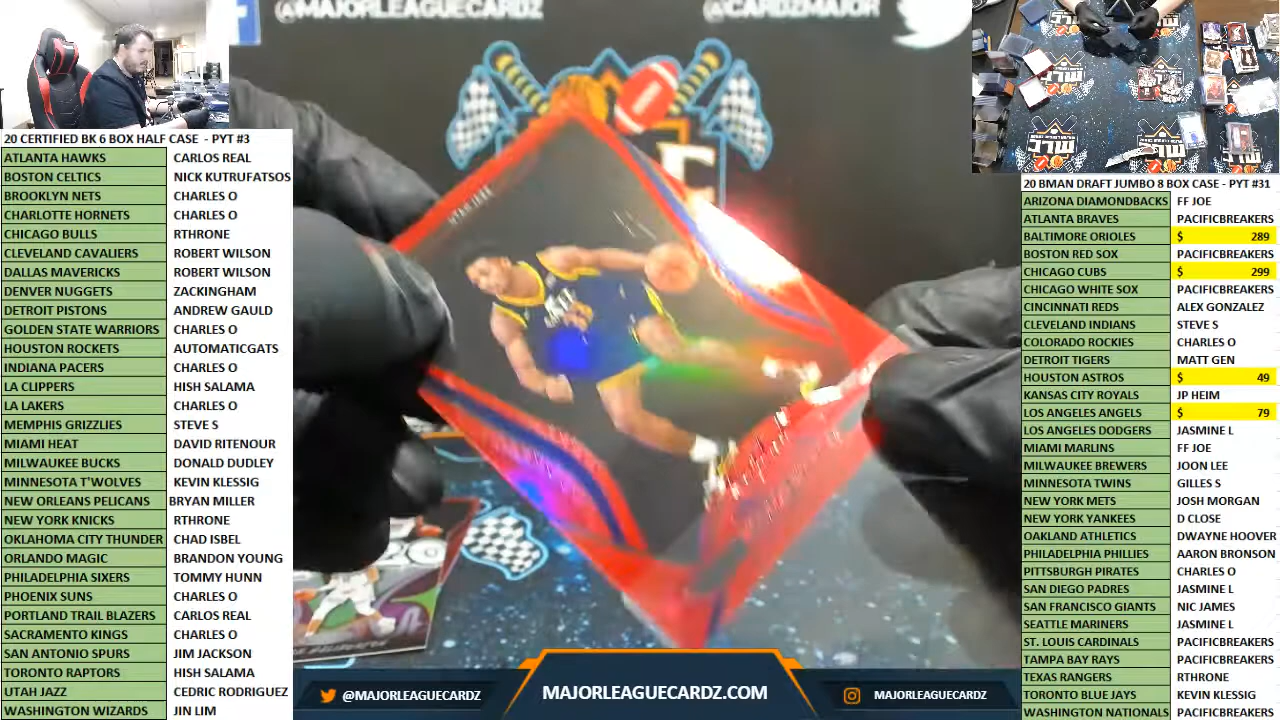 @MAJORLEAGUECARDZ
@CARDZMAJOR
20 CERTIFIED BK 6 BOX HALF CASE - PYT #3
ATLANTA HAWKS CARLOS REAL
BOSTON CELTICS NICK KUTRUFATSOS
BROOKLYN NETS CHARLES O
CHARLOTTE HORNETS CHARLES O
CHICAGO BULLS RTHRONE
CLEVELAND CAVALIERS ROBERT WILSON
DALLAS MAVERICKS ROBERT WILSON
DENVER NUGGETS ZACKINGHAM
DETROIT PISTONS ANDREW GAULD
GOLDEN STATE WARRIORS CHARLES O
HOUSTON ROCKETS AUTOMATICGATS
INDIANA PACERS CHARLES O
LA CLIPPERS HISH SALAMA
LA LAKERS CHARLES O
MEMPHIS GRIZZLIES STEVE S
MIAMI HEAT DAVID RITENOUR
MILWAUKEE BUCKS DONALD DUDLEY
MINNESOTA T'WOLVES KEVIN KLESSIG
NEW ORLEANS PELICANS BRYAN MILLER
NEW YORK KNICKS RTHRONE
OKLAHOMA CITY THUNDER CHAD ISBEL
ORLANDO MAGIC BRANDON YOUNG
PHILADELPHIA SIXERS TOMMY HUNN
PHOENIX SUNS CHARLES O
PORTLAND TRAIL BLAZERS CARLOS REAL
SACRAMENTO KINGS CHARLES O
SAN ANTONIO SPURS JIM JACKSON
TORONTO RAPTORS HISH SALAMA
UTAH JAZZ CEDRIC RODRIGUEZ
WASHINGTON WIZARDS JIN LIM
20 BMAN DRAFT JUMBO 8 BOX CASE - PYT #31
ARIZONA DIAMONDBACKS FF JOE
ATLANTA BRAVES PACIFICBREAKERS
BALTIMORE ORIOLES $ 289
BOSTON RED SOX PACIFICBREAKERS
CHICAGO CUBS $ 299
CHICAGO WHITE SOX PACIFICBREAKERS
CINCINNATI REDS ALEX GONZALEZ
CLEVELAND INDIANS STEVE S
COLORADO ROCKIES CHARLES O
DETROIT TIGERS MATT GEN
HOUSTON ASTROS $ 49
KANSAS CITY ROYALS JP HEIM
LOS ANGELES ANGELS $ 79
LOS ANGELES DODGERS JASMINE L
MIAMI MARLINS FF JOE
MILWAUKEE BREWERS JOON LEE
MINNESOTA TWINS GILLES S
NEW YORK METS JOSH MORGAN
NEW YORK YANKEES D CLOSE
OAKLAND ATHLETICS DWAYNE HOOVER
PHILADELPHIA PHILLIES AARON BRONSON
PITTSBURGH PIRATES CHARLES O
SAN DIEGO PADRES JASMINE L
SAN FRANCISCO GIANTS NIC JAMES
SEATTLE MARINERS JASMINE L
ST. LOUIS CARDINALS PACIFICBREAKERS
TAMPA BAY RAYS PACIFICBREAKERS
TEXAS RANGERS RTHRONE
TORONTO BLUE JAYS KEVIN KLESSIG
WASHINGTON NATIONALS PACIFICBREAKERS
@MAJORLEAGUECARDZ
MAJORLEAGUECARDZ.COM
MAJORLEAGUECARDZ